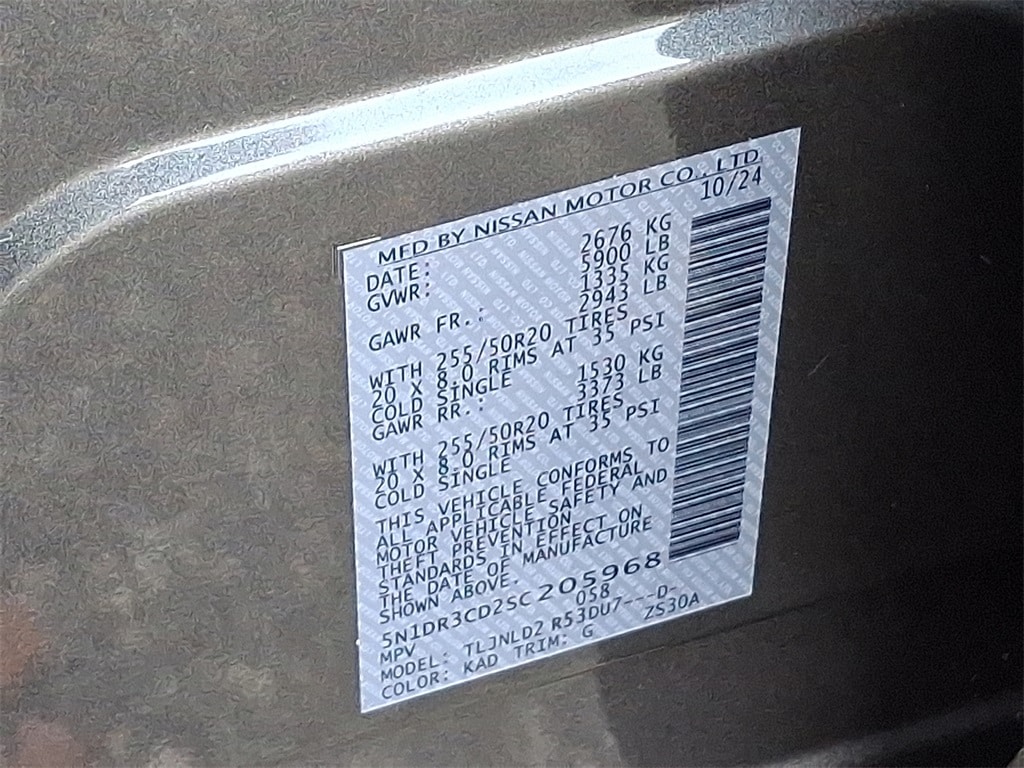 MFD BY NISSAN MOTOR CO., LTD
DATE: 10/24
GVWR: 2676 KG
5900 LB
GAWR FR.: 1335 KG
2943 LB
WITH 255/50R20 TIRES
20 X 8.0 RIMS AT 35 PSI
COLD SINGLE
GAWR RR.: 1530 KG
3373 LB
WITH 255/50R20 TIRES
20 X 8.0 RIMS AT 35 PSI
COLD SINGLE
THIS VEHICLE CONFORMS TO
ALL APPLICABLE FEDERAL
MOTOR VEHICLE SAFETY AND
THEFT PREVENTION
STANDARDS IN EFFECT ON
THE DATE OF MANUFACTURE
SHOWN ABOVE.
5N1DR3CD2SC205968
MPV 058
MODEL: TLJNLD2 R53DU7---D-
COLOR: KAD TRIM: G ZS30A